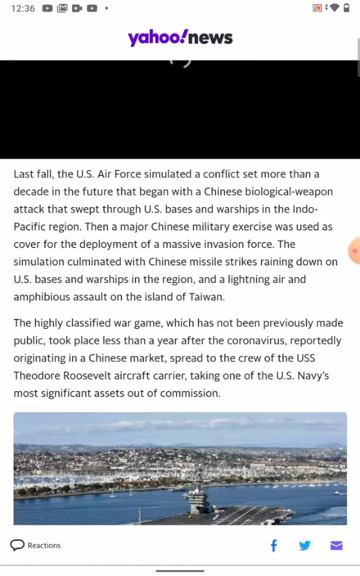 12:36
yahoo!news
Last fall, the U.S. Air Force simulated a conflict set more than a
decade in the future that began with a Chinese biological-weapon
attack that swept through U.S. bases and warships in the Indo-
Pacific region. Then a major Chinese military exercise was used as
cover for the deployment of a massive invasion force. The
simulation culminated with Chinese missile strikes raining down on
U.S. bases and warships in the region, and a lightning air and
amphibious assault on the island of Taiwan.
The highly classified war game, which has not been previously made
public, took place less than a year after the coronavirus, reportedly
originating in a Chinese market, spread to the crew of the USS
Theodore Roosevelt aircraft carrier, taking one of the U.S. Navy's
most significant assets out of commission.
Reactions